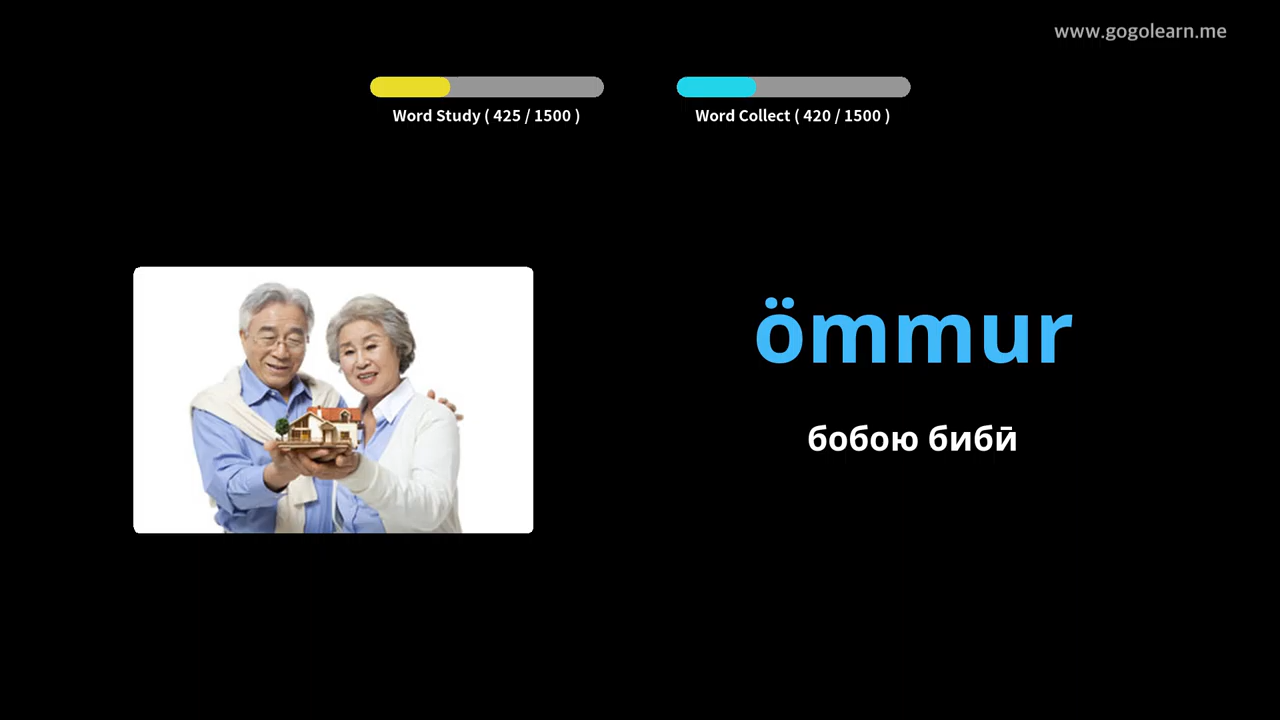 www.gogolearn.me
Word Study ( 425 / 1500 )
Word Collect ( 420 / 1500 )
ömmur
бобою бибӣ